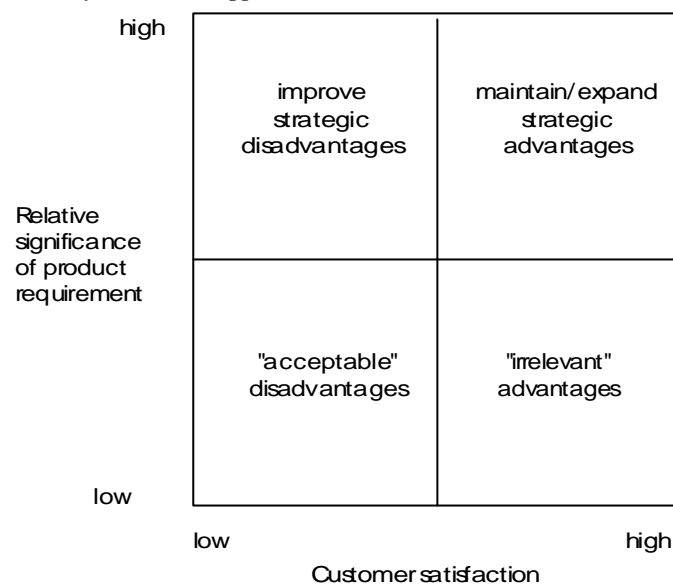 high
improve
strategic
disadvantages
maintain/expand
strategic
advantages
Relative
significance
of product
requirement
"acceptable"
disadvantages
"irrelevant"
advantages
low
low
high
Customer satisfaction